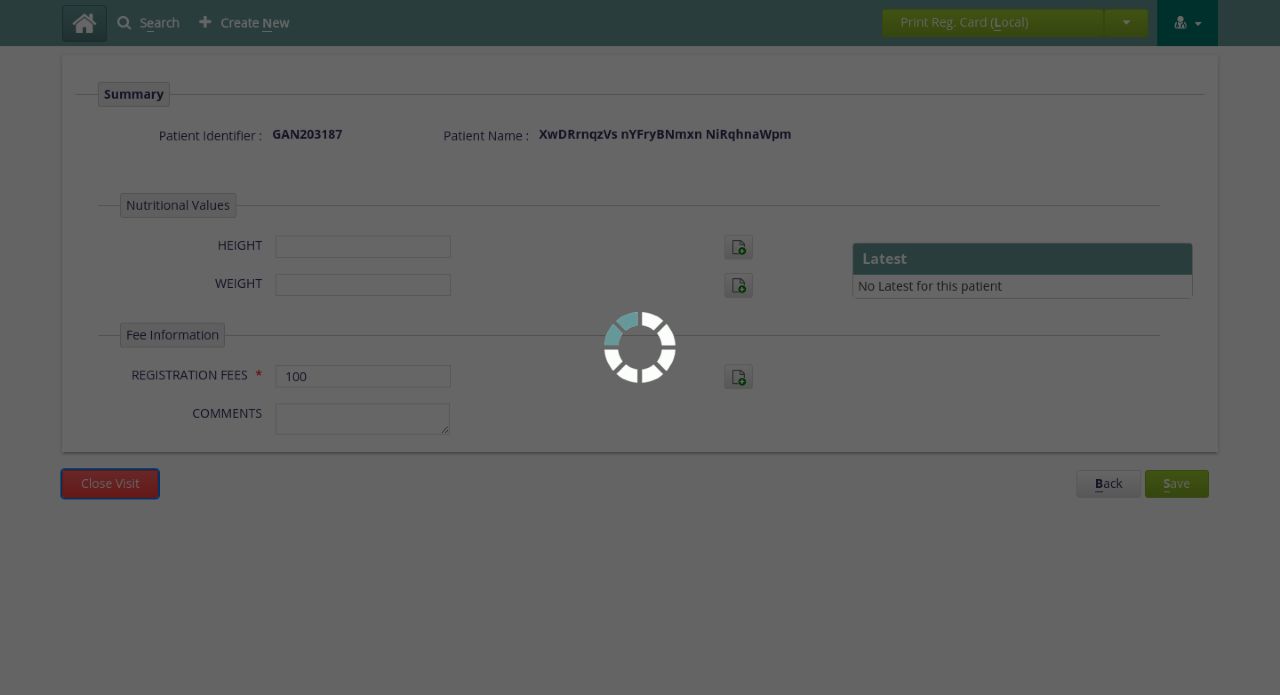 Search
Create New
Print Reg. Card (Local)
Summary
Patient Identifier : GAN203187 Patient Name : XwDRrnqzVs nYFryBNmxn NiRqhnaWpm
Nutritional Values
HEIGHT
Latest
WEIGHT
No Latest for this patient
Fee Information
REGISTRATION FEES * 100
COMMENTS
Close Visit
Back
Save